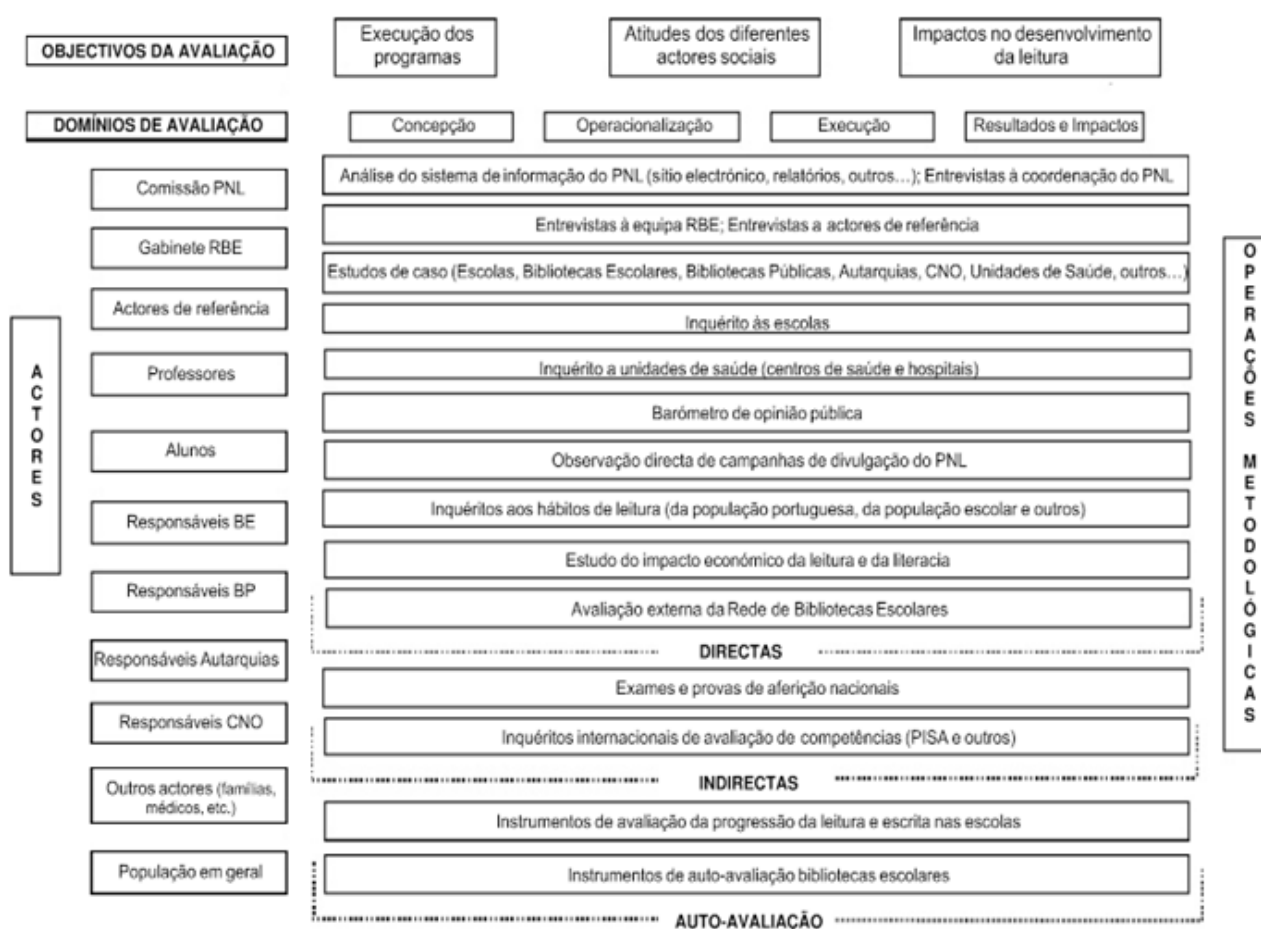 OBJECTIVOS DA AVALIAÇÃO
Execução dos
programas
Atitudes dos diferentes
actores sociais
Impactos no desenvolvimento
da leitura
DOMÍNIOS DE AVALIAÇÃO
Concepção
Operacionalização
Execução
Resultados e Impactos
ACTORES
Comissão PNL
Gabinete RBE
Actores de referência
Professores
Alunos
Responsáveis BE
Responsáveis BP
Responsáveis Autarquias
Responsáveis CNO
Outros actores (famílias,
médicos, etc.)
População em geral
Análise do sistema de informação do PNL (sítio electrónico, relatórios, outros...); Entrevistas à coordenação do PNL
Entrevistas à equipa RBE; Entrevistas a actores de referência
Estudos de caso (Escolas, Bibliotecas Escolares, Bibliotecas Públicas, Autarquias, CNO, Unidades de Saúde, outros...)
Inquérito às escolas
Inquérito a unidades de saúde (centros de saúde e hospitais)
Barómetro de opinião pública
Observação directa de campanhas de divulgação do PNL
Inquéritos aos hábitos de leitura (da população portuguesa, da população escolar e outros)
Estudo do impacto económico da leitura e da literacia
Avaliação externa da Rede de Bibliotecas Escolares
DIRECTAS
Exames e provas de aferição nacionais
Inquéritos internacionais de avaliação de competências (PISA e outros)
INDIRECTAS
Instrumentos de avaliação da progressão da leitura e escrita nas escolas
Instrumentos de auto-avaliação bibliotecas escolares
AUTO-AVALIAÇÃO
OPERAÇÕES METODOLÓGICAS